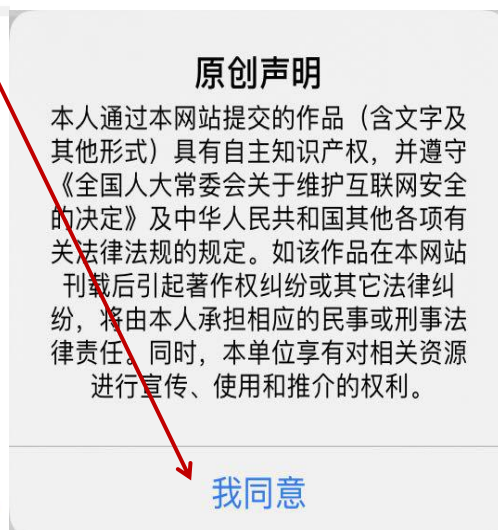 原创声明
本人通过本网站提交的作品（含文字及
其他形式）具有自主知识产权，并遵守
《全国人大常委会关于维护互联网安全
的决定》及中华人民共和国其他各项有
关法律法规的规定。如该作品在本网站
刊载后引起著作权纠纷或其它法律纠
纷，将由本人承担相应的民事或刑事法
律责任。同时，本单位享有对相关资源
进行宣传、使用和推介的权利。
我同意